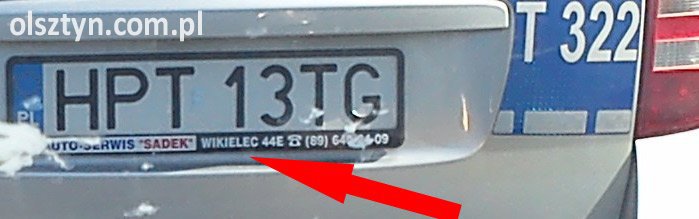 olsztyn.com.pl
T 322
PL HPT 13TG
AUTO-SERWIS "SADEK" WIKIELEC 44E ☎ (89)